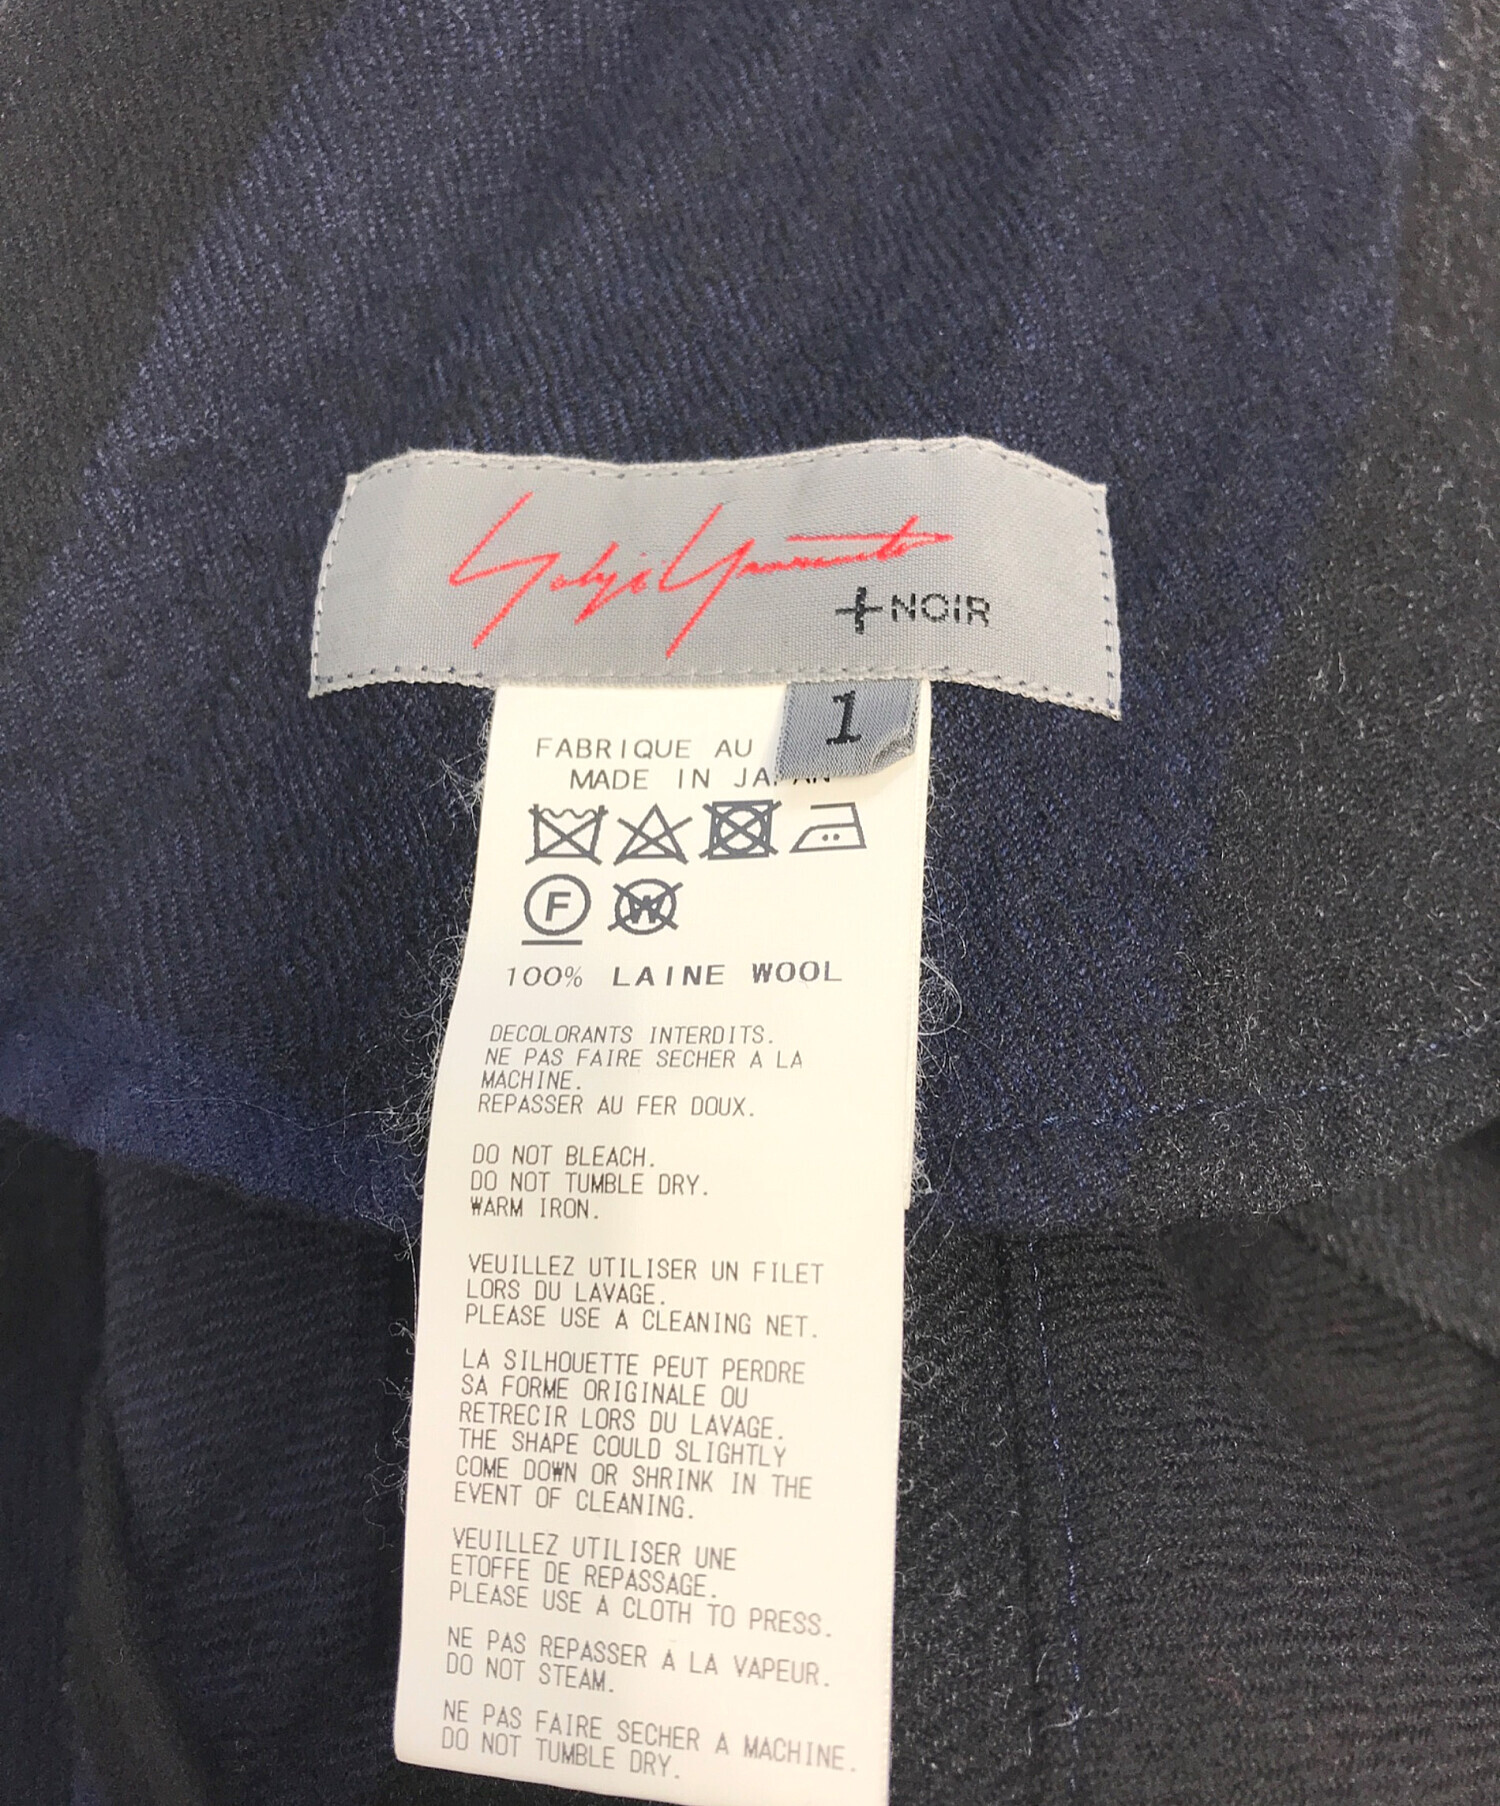 Yohji Yamamoto
+NOIR
1
FABRIQUE AU
MADE IN JAPAN
F
W
100% LAINE WOOL
DECOLORANTS INTERDITS.
NE PAS FAIRE SECHER A LA
MACHINE.
REPASSER AU FER DOUX.
DO NOT BLEACH.
DO NOT TUMBLE DRY.
WARM IRON.
VEUILLEZ UTILISER UN FILET
LORS DU LAVAGE.
PLEASE USE A CLEANING NET.
LA SILHOUETTE PEUT PERDRE
SA FORME ORIGINALE OU
RETRECIR LORS DU LAVAGE.
THE SHAPE COULD SLIGHTLY
COME DOWN OR SHRINK IN THE
EVENT OF CLEANING.
VEUILLEZ UTILISER UNE
ETOFFE DE REPASSAGE.
PLEASE USE A CLOTH TO PRESS.
NE PAS REPASSER A LA VAPEUR.
DO NOT STEAM.
NE PAS FAIRE SECHER A MACHINE.
DO NOT TUMBLE DRY.